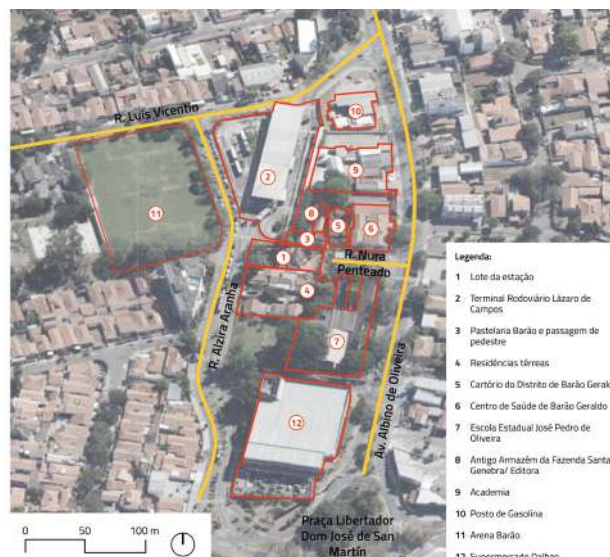 R. Luís Vicentin
10
9
2
11
8
5
6
3
R. Nura
Penteado
1
4
R. Alzira Aranha
7
Av. Albino de Oliveira
12
Praça Libertador
Dom José de San
Martín
0 50 100 m
Legenda:
1 Lote da estação
2 Terminal Rodoviário Lázaro de
Campos
3 Pastelaria Barão e passagem de
pedestre
4 Residências térreas
5 Cartório do Distrito de Barão Geraldo
6 Centro de Saúde de Barão Geraldo
7 Escola Estadual José Pedro de
Oliveira
8 Antigo Armazém da Fazenda Santa
Genebra/ Editora
9 Academia
10 Posto de Gasolina
11 Arena Barão
12 Supermercado Dalben